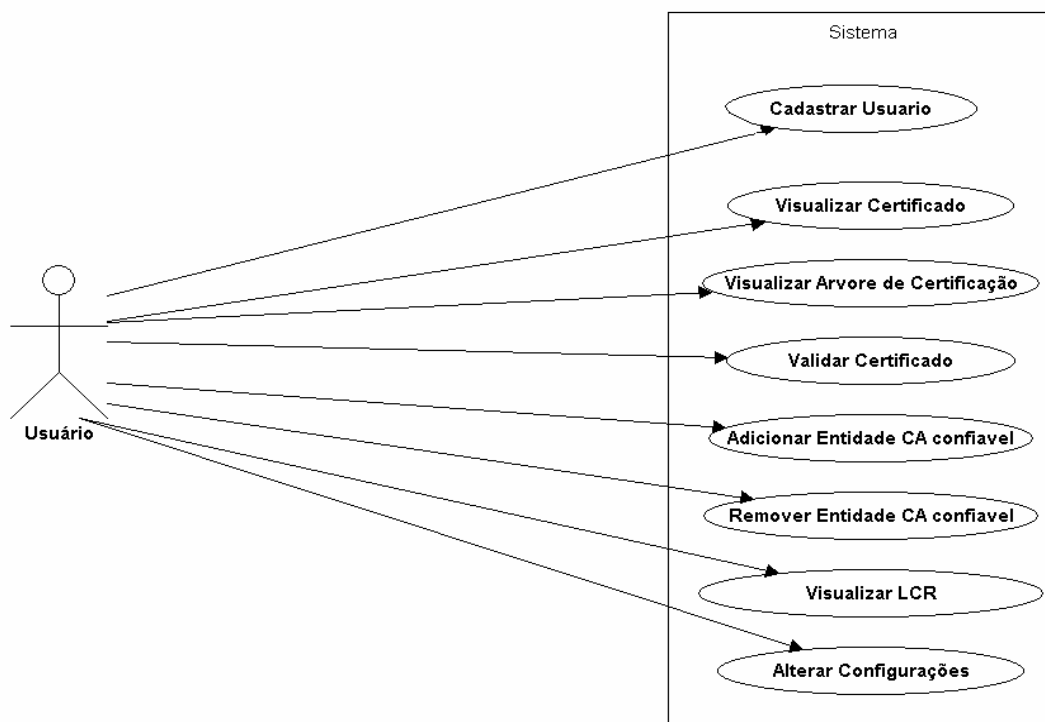 Sistema
Cadastrar Usuario
Visualizar Certificado
Visualizar Arvore de Certificação
Validar Certificado
Usuário
Adicionar Entidade CA confiavel
Remover Entidade CA confiavel
Visualizar LCR
Alterar Configurações